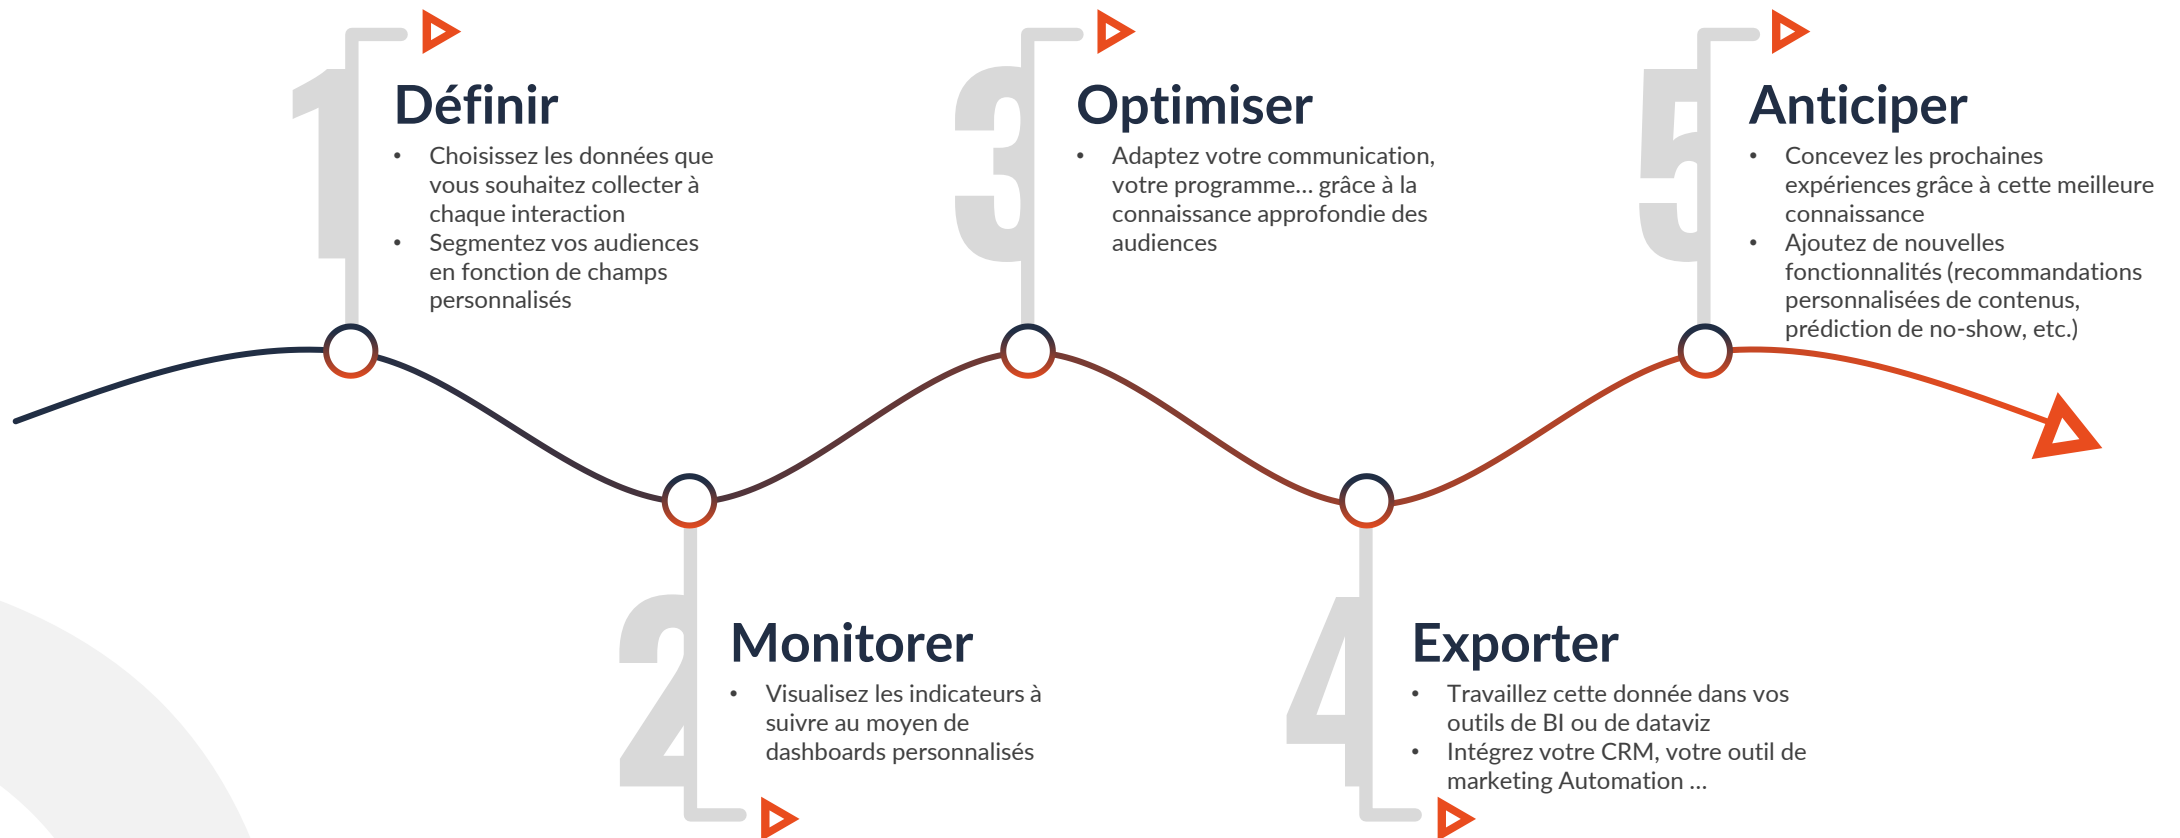 1
Définir
• Choisissez les données que
vous souhaitez collecter à
chaque interaction
• Segmentez vos audiences
en fonction de champs
personnalisés
2
Monitorer
• Visualisez les indicateurs à
suivre au moyen de
dashboards personnalisés
3
Optimiser
• Adaptez votre communication,
votre programme... grâce à la
connaissance approfondie des
audiences
4
Exporter
• Travaillez cette donnée dans vos
outils de BI ou de dataviz
• Intégrez votre CRM, votre outil de
marketing Automation ...
5
Anticiper
• Concevez les prochaines
expériences grâce à cette meilleure
connaissance
• Ajoutez de nouvelles
fonctionnalités (recommandations
personnalisées de contenus,
prédiction de no-show, etc.)